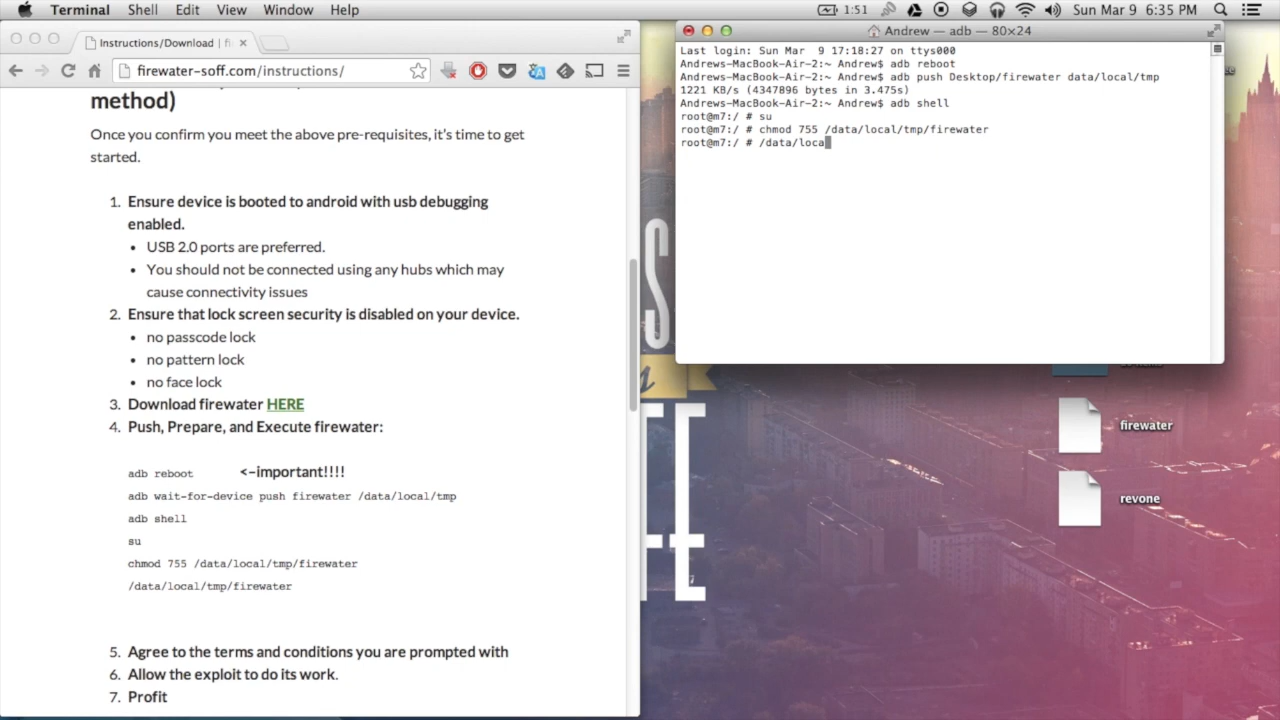 Terminal Shell Edit View Window Help 1:51 Sun Mar 9 6:35 PM
Instructions/Download | fi
firewater-soff.com/instructions/
method)
Once you confirm you meet the above pre-requisites, it's time to get
started.
1. Ensure device is booted to android with usb debugging
enabled.
• USB 2.0 ports are preferred.
• You should not be connected using any hubs which may
cause connectivity issues
2. Ensure that lock screen security is disabled on your device.
• no passcode lock
• no pattern lock
• no face lock
3. Download firewater HERE
4. Push, Prepare, and Execute firewater:
adb reboot <-important!!!!
adb wait-for-device push firewater /data/local/tmp
adb shell
su
chmod 755 /data/local/tmp/firewater
/data/local/tmp/firewater
5. Agree to the terms and conditions you are prompted with
6. Allow the exploit to do its work.
7. Profit
Andrew — adb — 80×24
Last login: Sun Mar  9 17:18:27 on ttys000
Andrews-MacBook-Air-2:~ Andrew$ adb reboot
Andrews-MacBook-Air-2:~ Andrew$ adb push Desktop/firewater data/local/tmp
1221 KB/s (4347896 bytes in 3.475s)
Andrews-MacBook-Air-2:~ Andrew$ adb shell
root@m7:/ # su
root@m7:/ # chmod 755 /data/local/tmp/firewater
root@m7:/ # /data/loca
firewater
revone